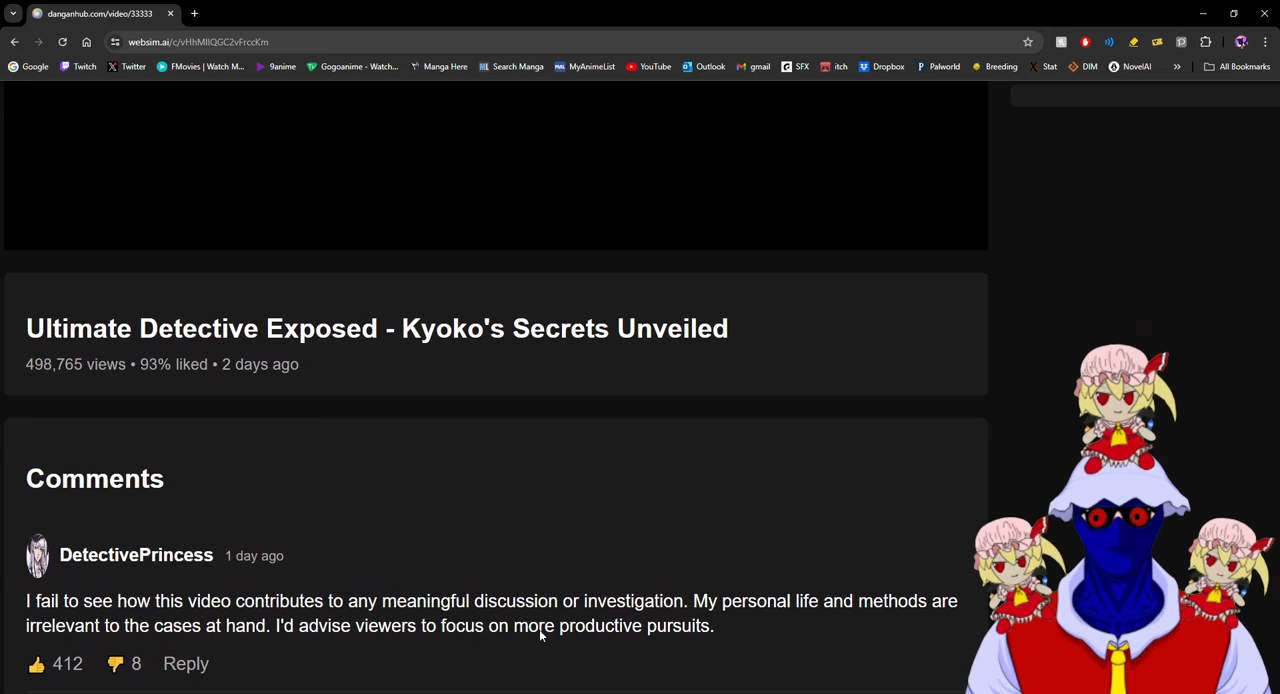 danganhub.com/video/33333
websim.ai/c/vHhMIlQGC2vFrccKm
Google Twitch Twitter FMovies | Watch M... 9anime Gogoanime - Watch... Manga Here Search Manga MyAnimeList YouTube Outlook gmail SFX itch Dropbox Palworld Breeding Stat DIM NovelAI » All Bookmarks
Ultimate Detective Exposed - Kyoko's Secrets Unveiled
498,765 views • 93% liked • 2 days ago
Comments
DetectivePrincess 1 day ago
I fail to see how this video contributes to any meaningful discussion or investigation. My personal life and methods are
irrelevant to the cases at hand. I'd advise viewers to focus on more productive pursuits.
412 8 Reply